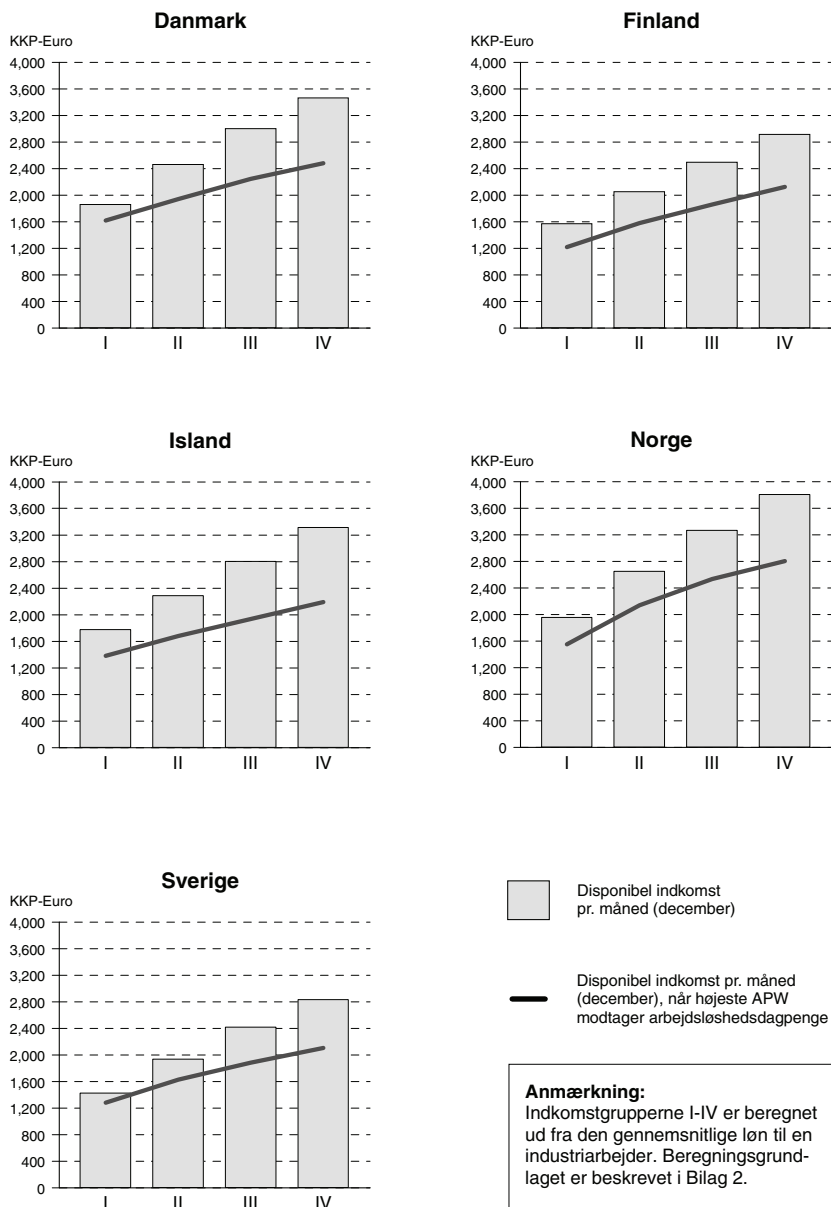 Danmark
KKP-Euro
4,000
3,600
3,200
2,800
2,400
2,000
1,600
1,200
800
400
0
I II III IV
Finland
KKP-Euro
4,000
3,600
3,200
2,800
2,400
2,000
1,600
1,200
800
400
0
I II III IV
Island
KKP-Euro
4,000
3,600
3,200
2,800
2,400
2,000
1,600
1,200
800
400
0
I II III IV
Norge
KKP-Euro
4,000
3,600
3,200
2,800
2,400
2,000
1,600
1,200
800
400
0
I II III IV
Sverige
KKP-Euro
4,000
3,600
3,200
2,800
2,400
2,000
1,600
1,200
800
400
0
I II III IV
Disponibel indkomst
pr. måned (december)
Disponibel indkomst pr. måned
(december), når højeste APW
modtager arbejdsløshedsdagpenge
Anmærkning:
Indkomstgrupperne I-IV er beregnet
ud fra den gennemsnitlige løn til en
industriarbejder. Beregningsgrund-
laget er beskrevet i Bilag 2.